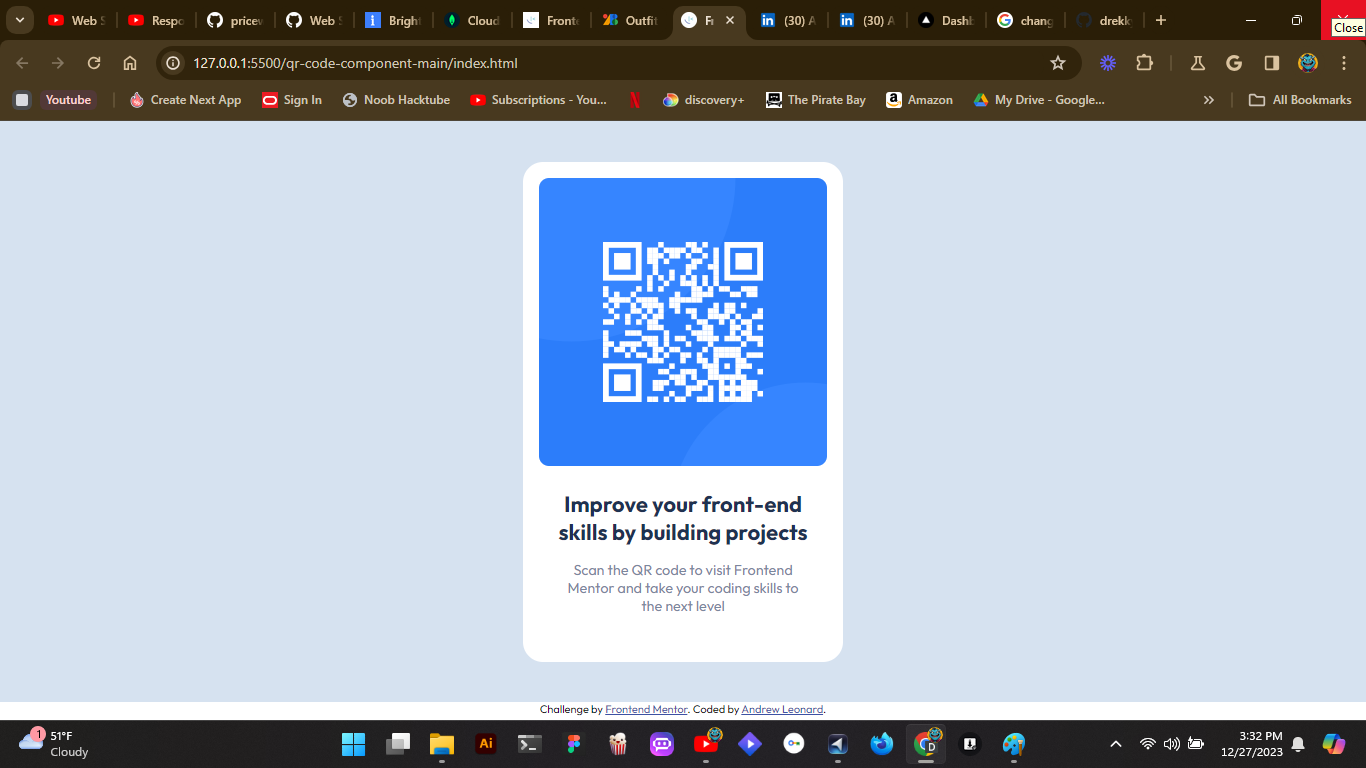 Web S
Respo
pricew
Web S
Bright
Cloud
Fronte
Outfit
Fr
(30) A
(30) A
Dashb
chang
drekk
Close
127.0.0.1:5500/qr-code-component-main/index.html
Youtube
Create Next App
Sign In
Noob Hacktube
Subscriptions - You...
discovery+
The Pirate Bay
Amazon
My Drive - Google...
All Bookmarks
Improve your front-end
skills by building projects
Scan the QR code to visit Frontend
Mentor and take your coding skills to
the next level
Challenge by Frontend Mentor. Coded by Andrew Leonard.
1
51°F
Cloudy
Ai
D
3:32 PM
12/27/2023